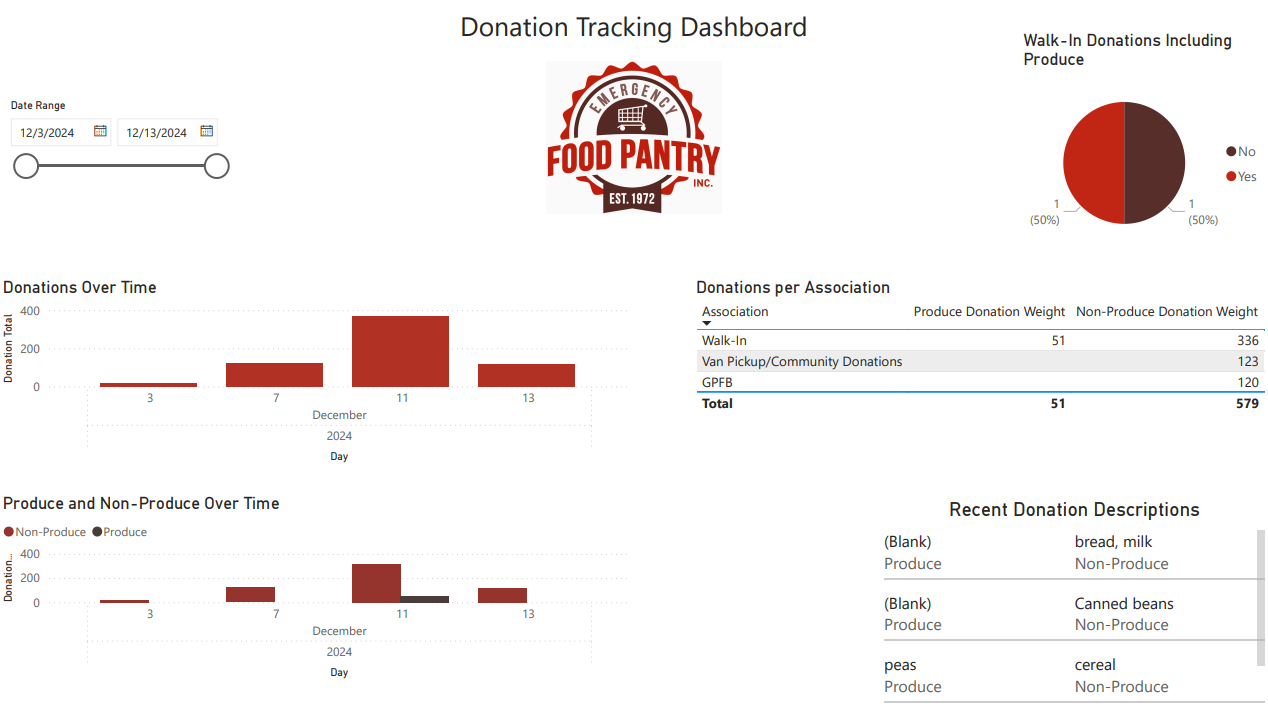 Donation Tracking Dashboard
EMERGENCY
FOOD PANTRY
INC.
EST. 1972
Walk-In Donations Including
Produce
No
Yes
1
(50%)
1
(50%)
Date Range
12/3/2024 12/13/2024
Donations Over Time
Donation Total
400
200
0
3 7 11 13
December
2024
Day
Donations per Association
Association Produce Donation Weight Non-Produce Donation Weight
Walk-In 51 336
Van Pickup/Community Donations 123
GPFB 120
Total 51 579
Produce and Non-Produce Over Time
Non-Produce Produce
Donation...
400
200
0
3 7 11 13
December
2024
Day
Recent Donation Descriptions
(Blank) bread, milk
Produce Non-Produce
(Blank) Canned beans
Produce Non-Produce
peas cereal
Produce Non-Produce